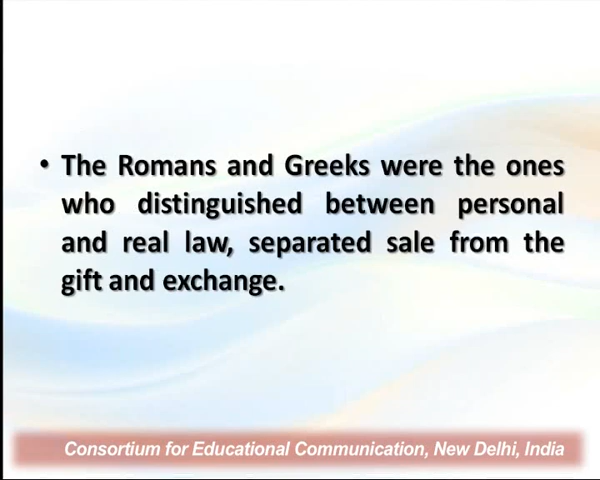 • The Romans and Greeks were the ones
who distinguished between personal
and real law, separated sale from the
gift and exchange.
Consortium for Educational Communication, New Delhi, India